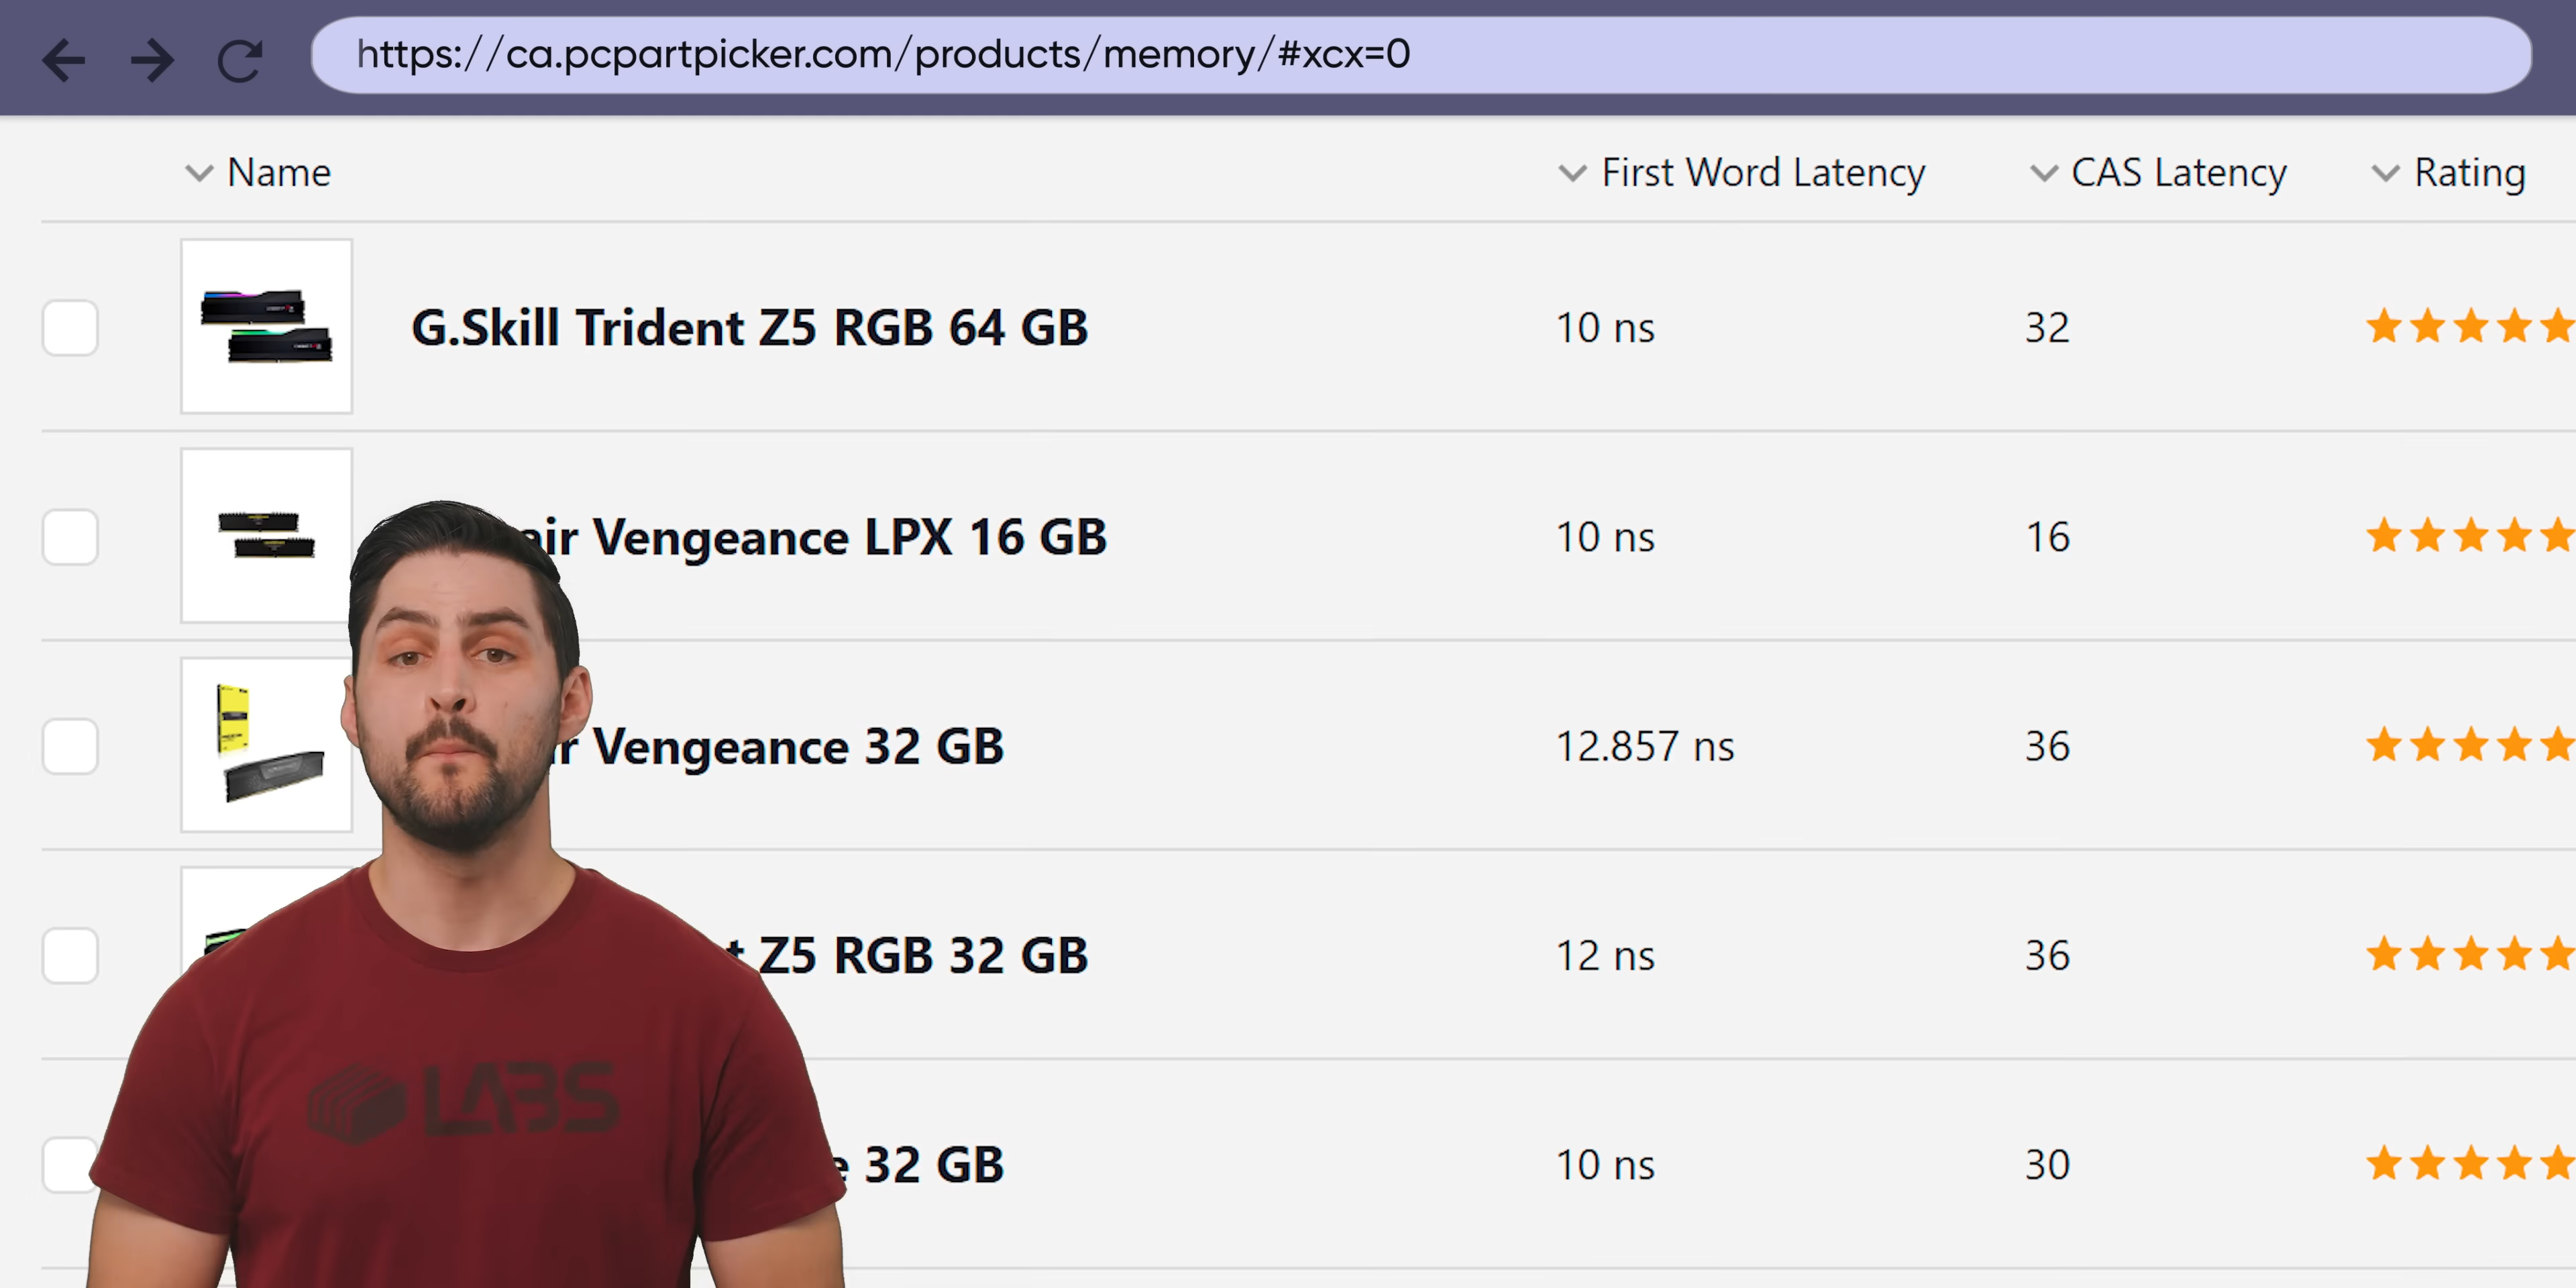 https://ca.pcpartpicker.com/products/memory/#xcx=0
Name First Word Latency CAS Latency Rating
G.Skill Trident Z5 RGB 64 GB 10 ns 32
Vengeance LPX 16 GB 10 ns 16
Vengeance 32 GB 12.857 ns 36
Z5 RGB 32 GB 12 ns 36
32 GB 10 ns 30
LABS